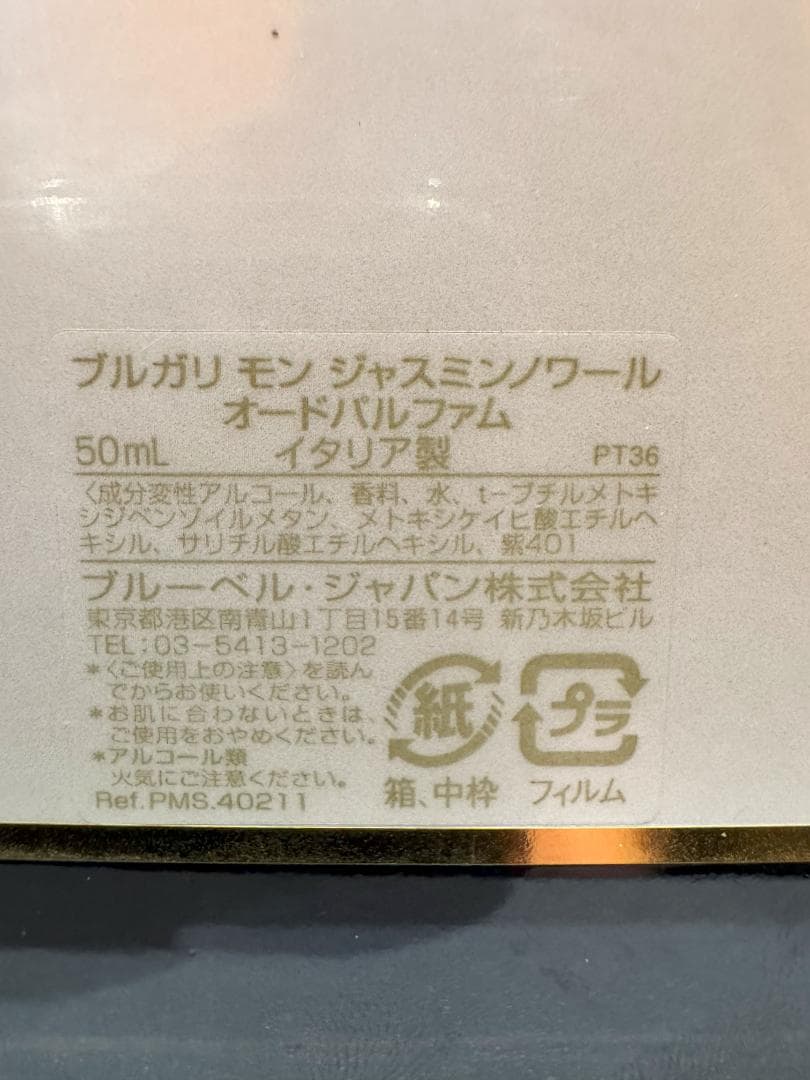 ブルガリ モン ジャスミンノワール
オードパルファム
50mL イタリア製 PT36
〈成分変性アルコール、香料、水、t-ブチルメトキ
シジベンゾイルメタン、メトキシケイヒ酸エチルヘ
キシル、サリチル酸エチルヘキシル、紫401
ブルーベル・ジャパン株式会社
東京都港区南青山1丁目15番14号 新乃木坂ビル
TEL:03-5413-1202
*〈ご使用上の注意〉を読ん
でからお使いください。
*お肌に合わないときは、
ご使用をおやめください。
*アルコール類
火気にご注意ください。
Ref.PMS.40211
紙
箱、中枠
プラ
フィルム